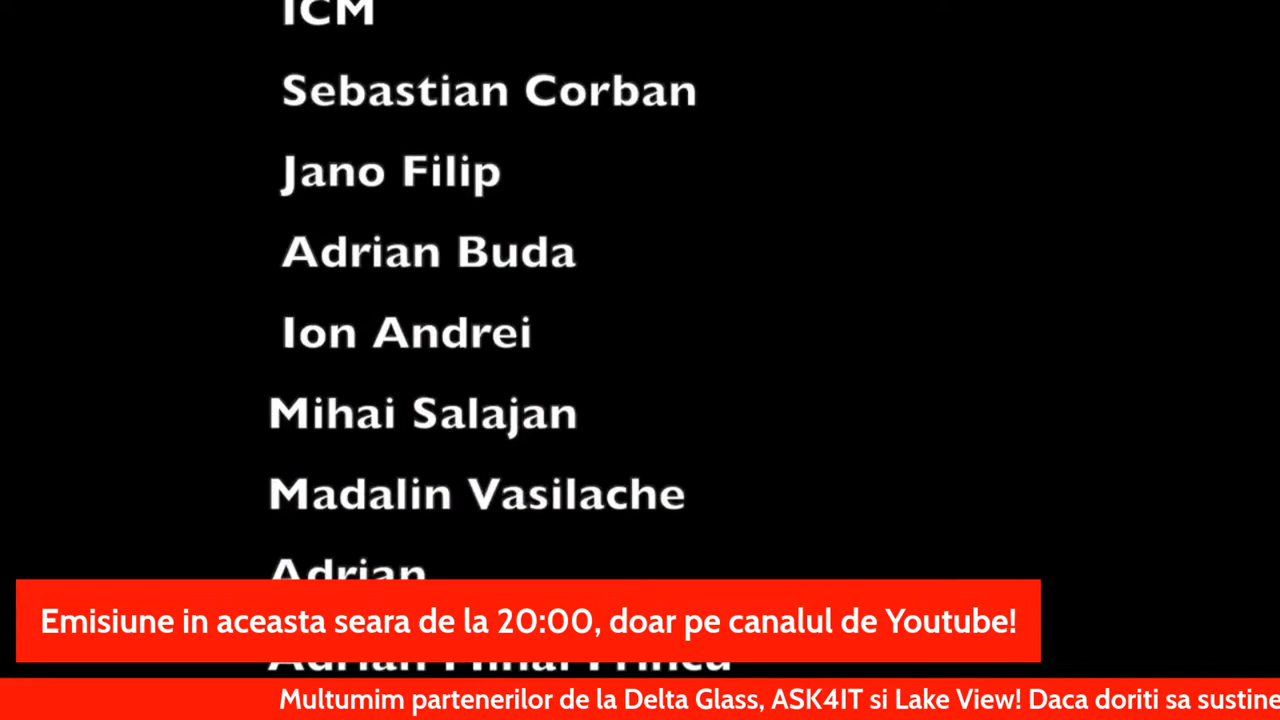 ICM
Sebastian Corban
Jano Filip
Adrian Buda
Ion Andrei
Mihai Salajan
Madalin Vasilache
Adrian
Emisiune in aceasta seara de la 20:00, doar pe canalul de Youtube!
Adrian Mihai
Multumim partenerilor de la Delta Glass, ASK4IT si Lake View! Daca doriti sa sustine